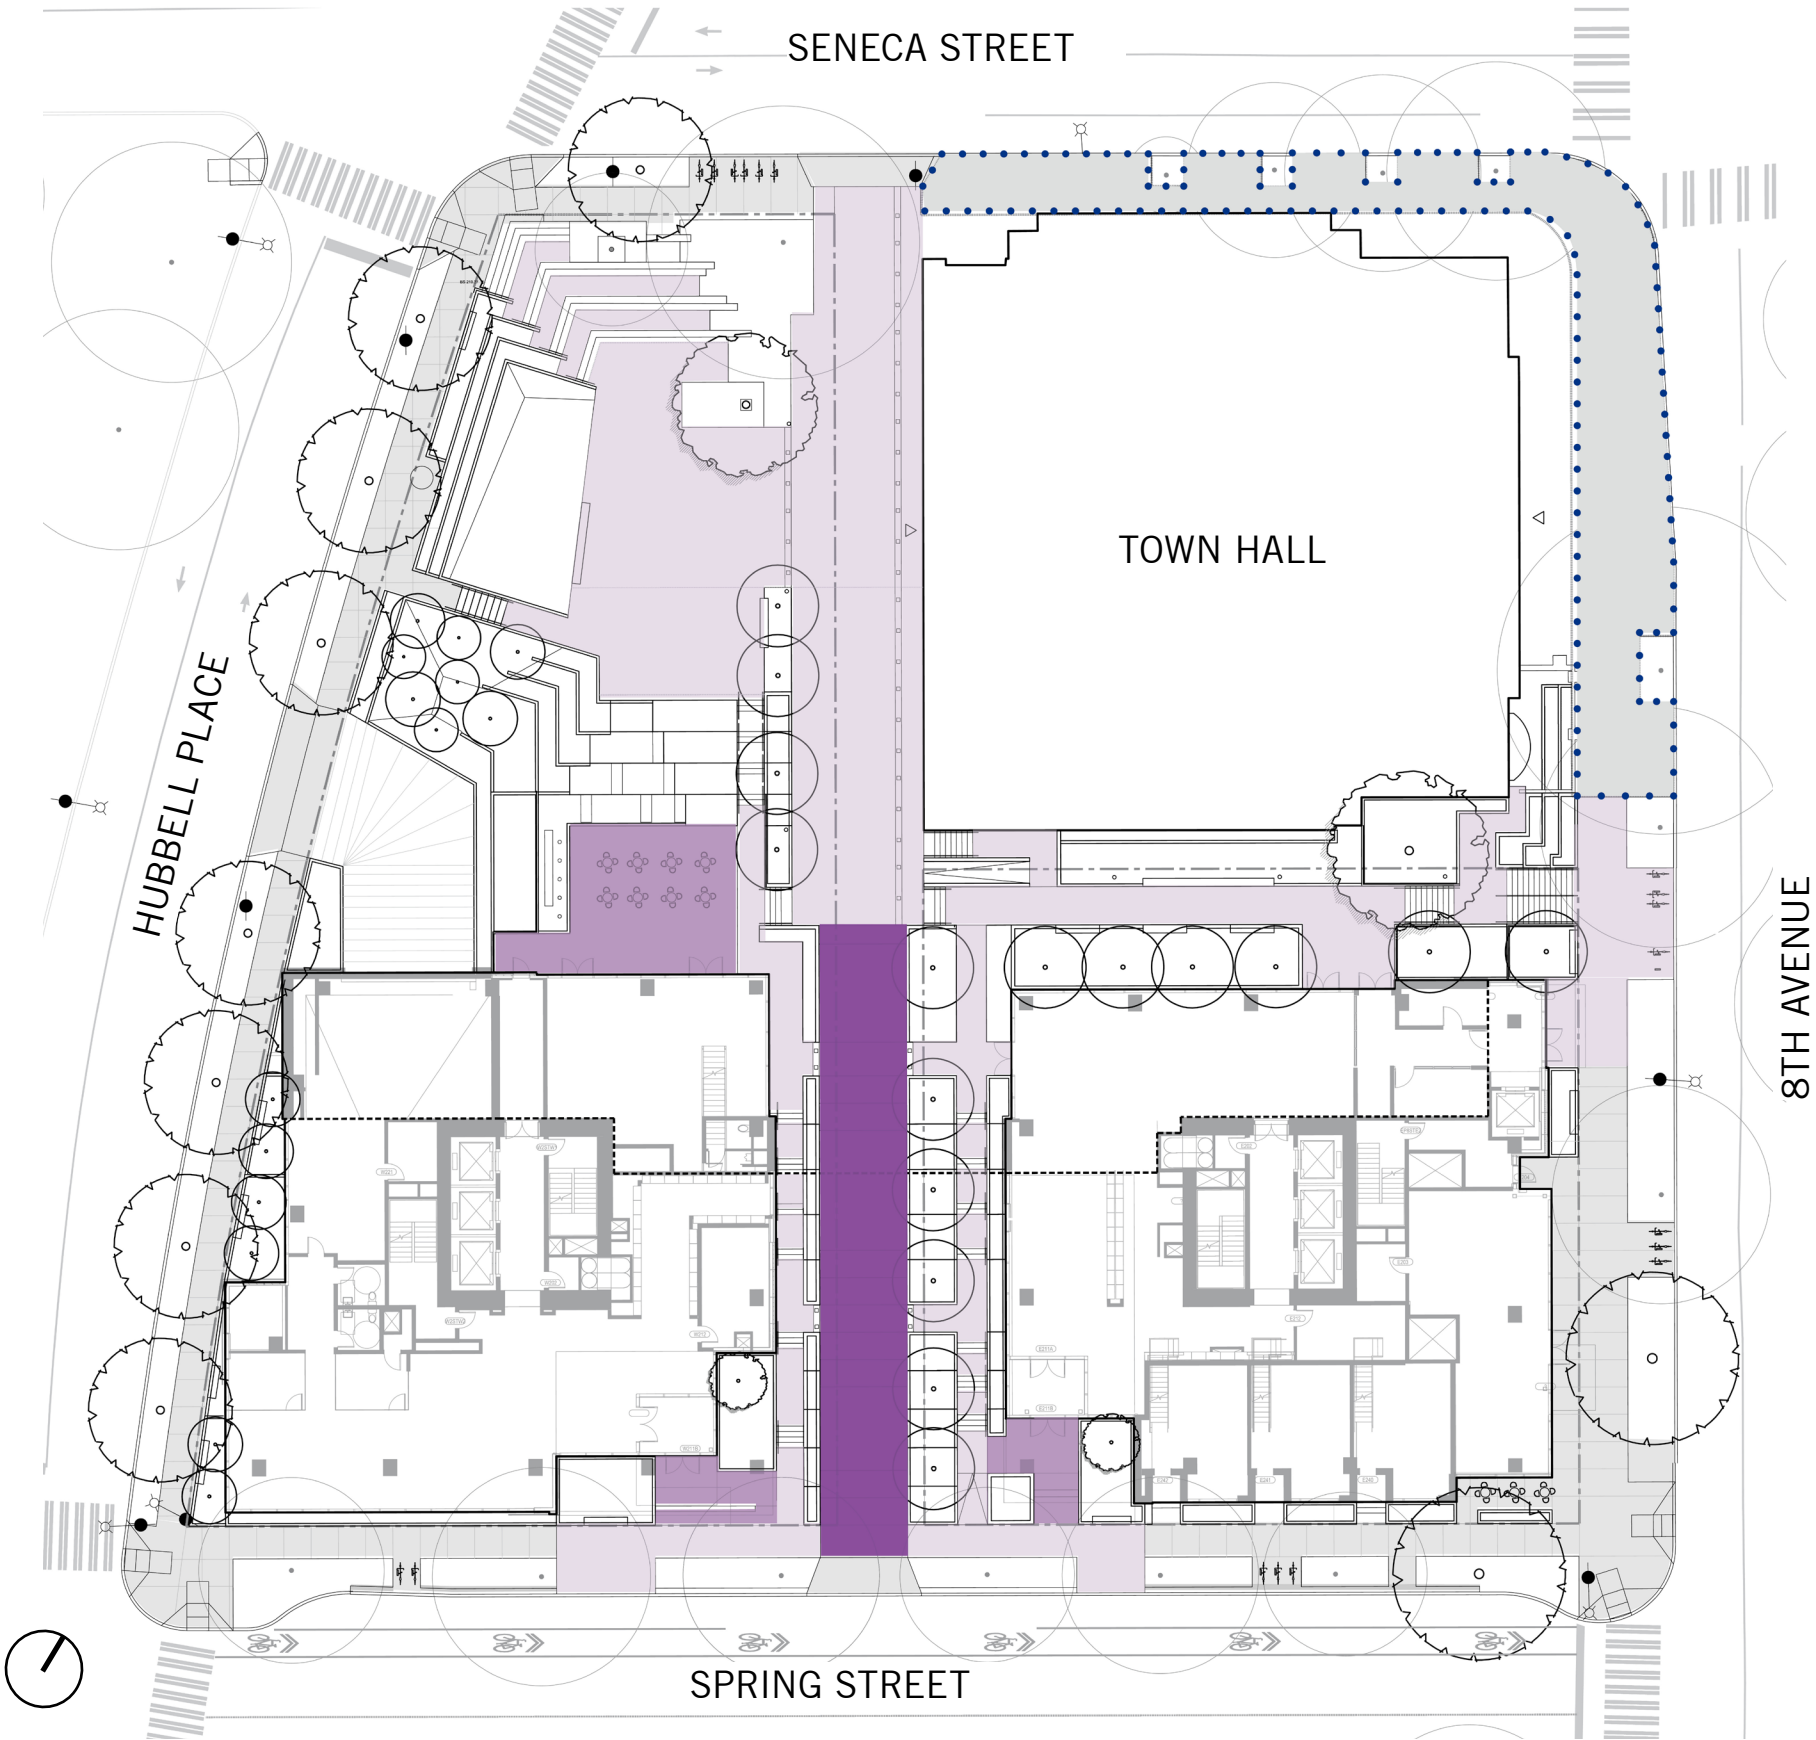 SENECA STREET
TOWN HALL
HUBBELL PLACE
8TH AVENUE
SPRING STREET